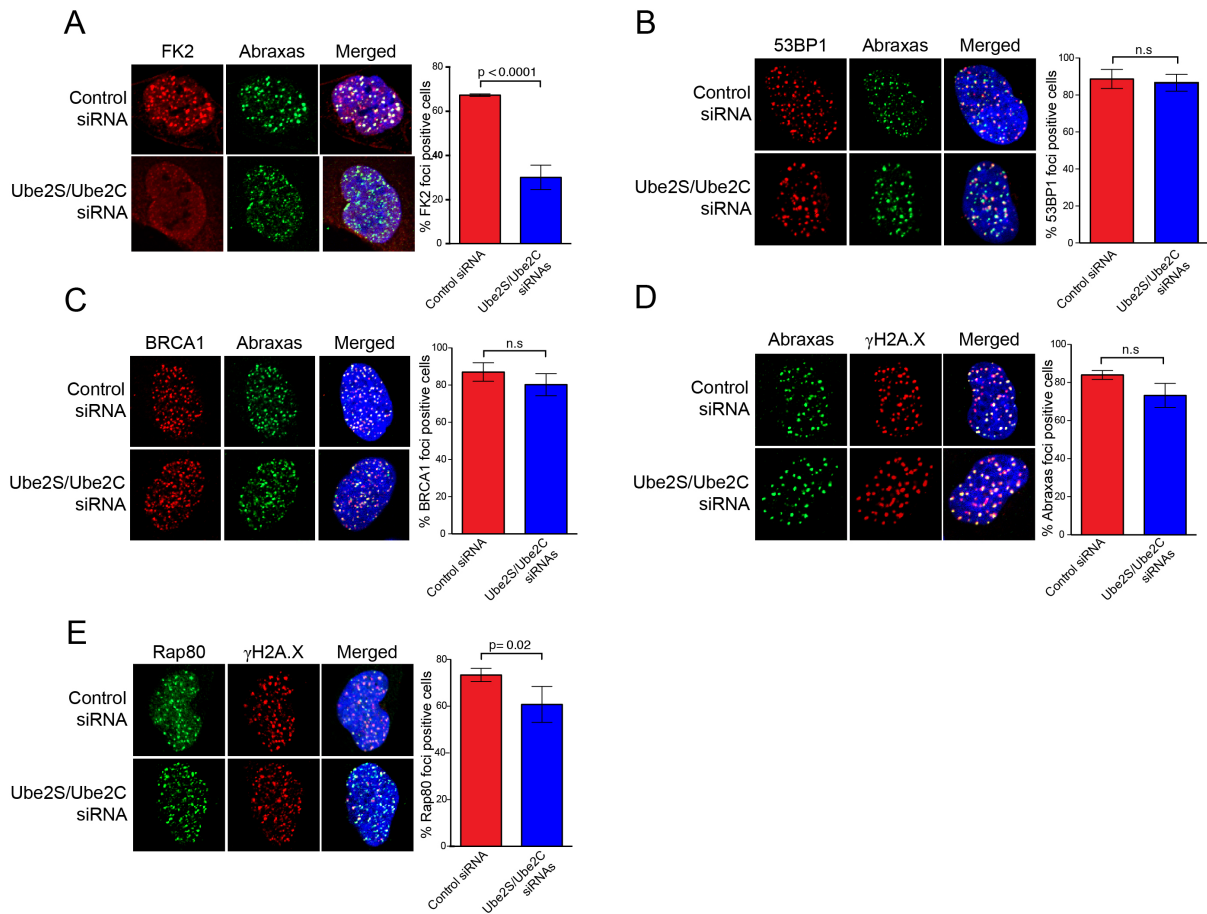 A
FK2 Abraxas Merged
Control
siRNA
Ube2S/Ube2C
siRNA
% FK2 foci positive cells
80
60
40
20
0
p < 0.0001
Control siRNA
Ube2S/Ube2C
siRNAs
B
53BP1 Abraxas Merged
Control
siRNA
Ube2S/Ube2C
siRNA
% 53BP1 foci positive cells
100
80
60
40
20
0
n.s
Control siRNA
Ube2S/Ube2C
siRNAs
C
BRCA1 Abraxas Merged
Control
siRNA
Ube2S/Ube2C
siRNA
% BRCA1 foci positive cells
100
80
60
40
20
0
n.s
Control siRNA
Ube2S/Ube2C
siRNAs
D
Abraxas γH2A.X Merged
Control
siRNA
Ube2S/Ube2C
siRNA
% Abraxas foci positive cells
100
80
60
40
20
0
n.s
Control siRNA
Ube2S/Ube2C
siRNAs
E
Rap80 γH2A.X Merged
Control
siRNA
Ube2S/Ube2C
siRNA
% Rap80 foci positive cells
80
60
40
20
0
p= 0.02
Control siRNA
Ube2S/Ube2C
siRNAs